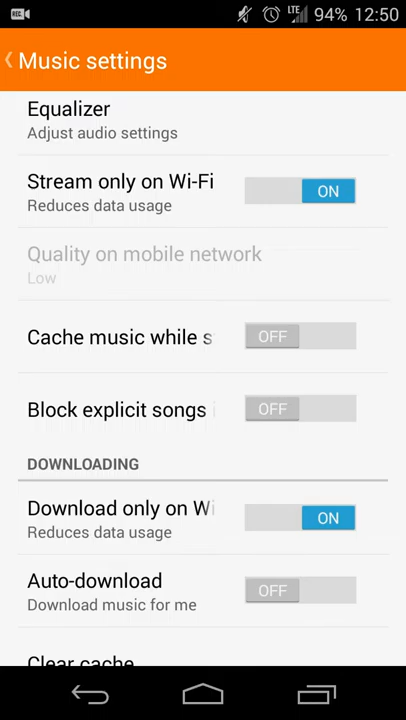 REC LTE 94% 12:50
Music settings
Equalizer
Adjust audio settings
Stream only on Wi-Fi ON
Reduces data usage
Quality on mobile network
Low
Cache music while s OFF
Block explicit songs OFF
DOWNLOADING
Download only on Wi ON
Reduces data usage
Auto-download OFF
Download music for me
Clear cache